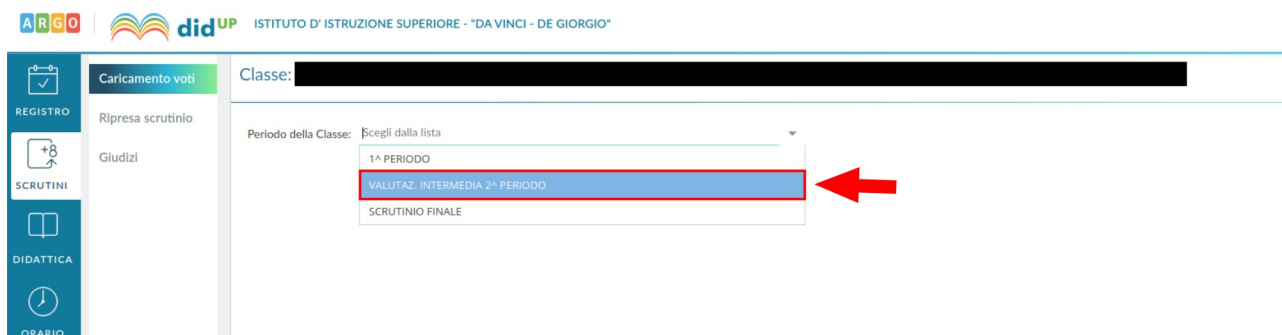 ARGO didUP ISTITUTO D' ISTRUZIONE SUPERIORE - "DA VINCI - DE GIORGIO"
REGISTRO
+8
SCRUTINI
DIDATTICA
ORARIO
Caricamento voti
Ripresa scrutinio
Giudizi
Classe:
Periodo della Classe: Scegli dalla lista
1^ PERIODO
VALUTAZ. INTERMEDIA 2^ PERIODO
SCRUTINIO FINALE